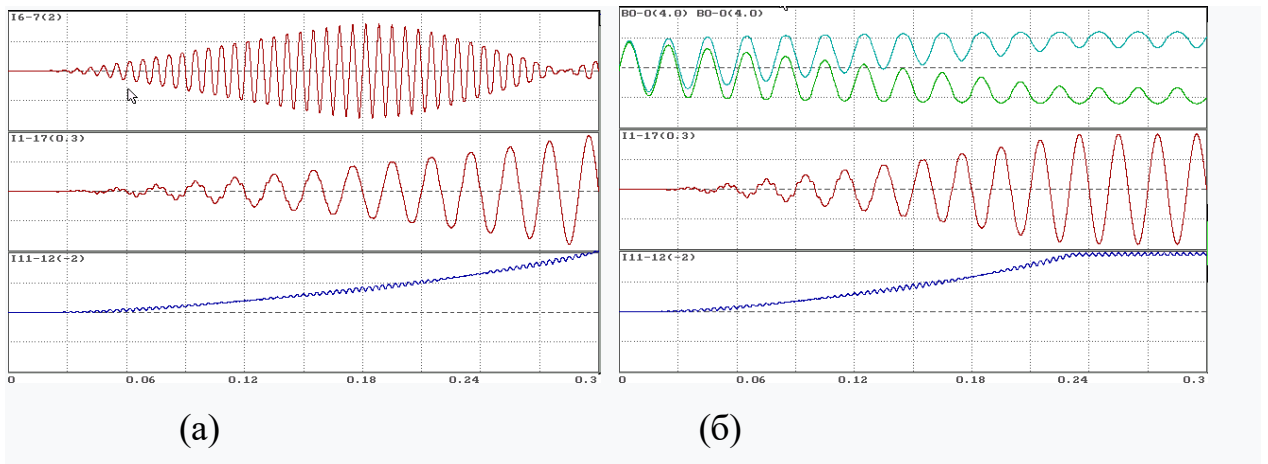 I6-7(2)
I1-17(0.3)
I11-12(-2)
0 0.06 0.12 0.18 0.24 0.3
(а)
B0-0(4.0) B0-0(4.0)
I1-17(0.3)
I11-12(-2)
0 0.06 0.12 0.18 0.24 0.3
(б)